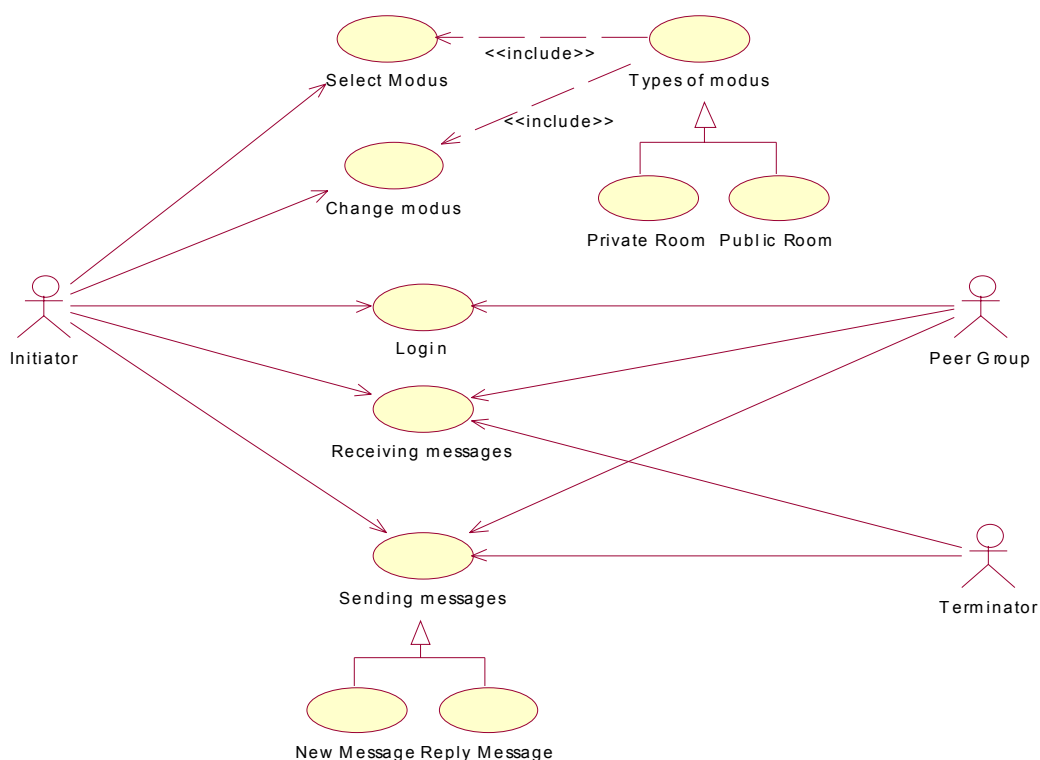 <<include>>
Select Modus
Types of modus
<<include>>
Change modus
Private Room
Public Room
Login
Initiator
Peer Group
Receiving messages
Sending messages
Terminator
New Message
Reply Message